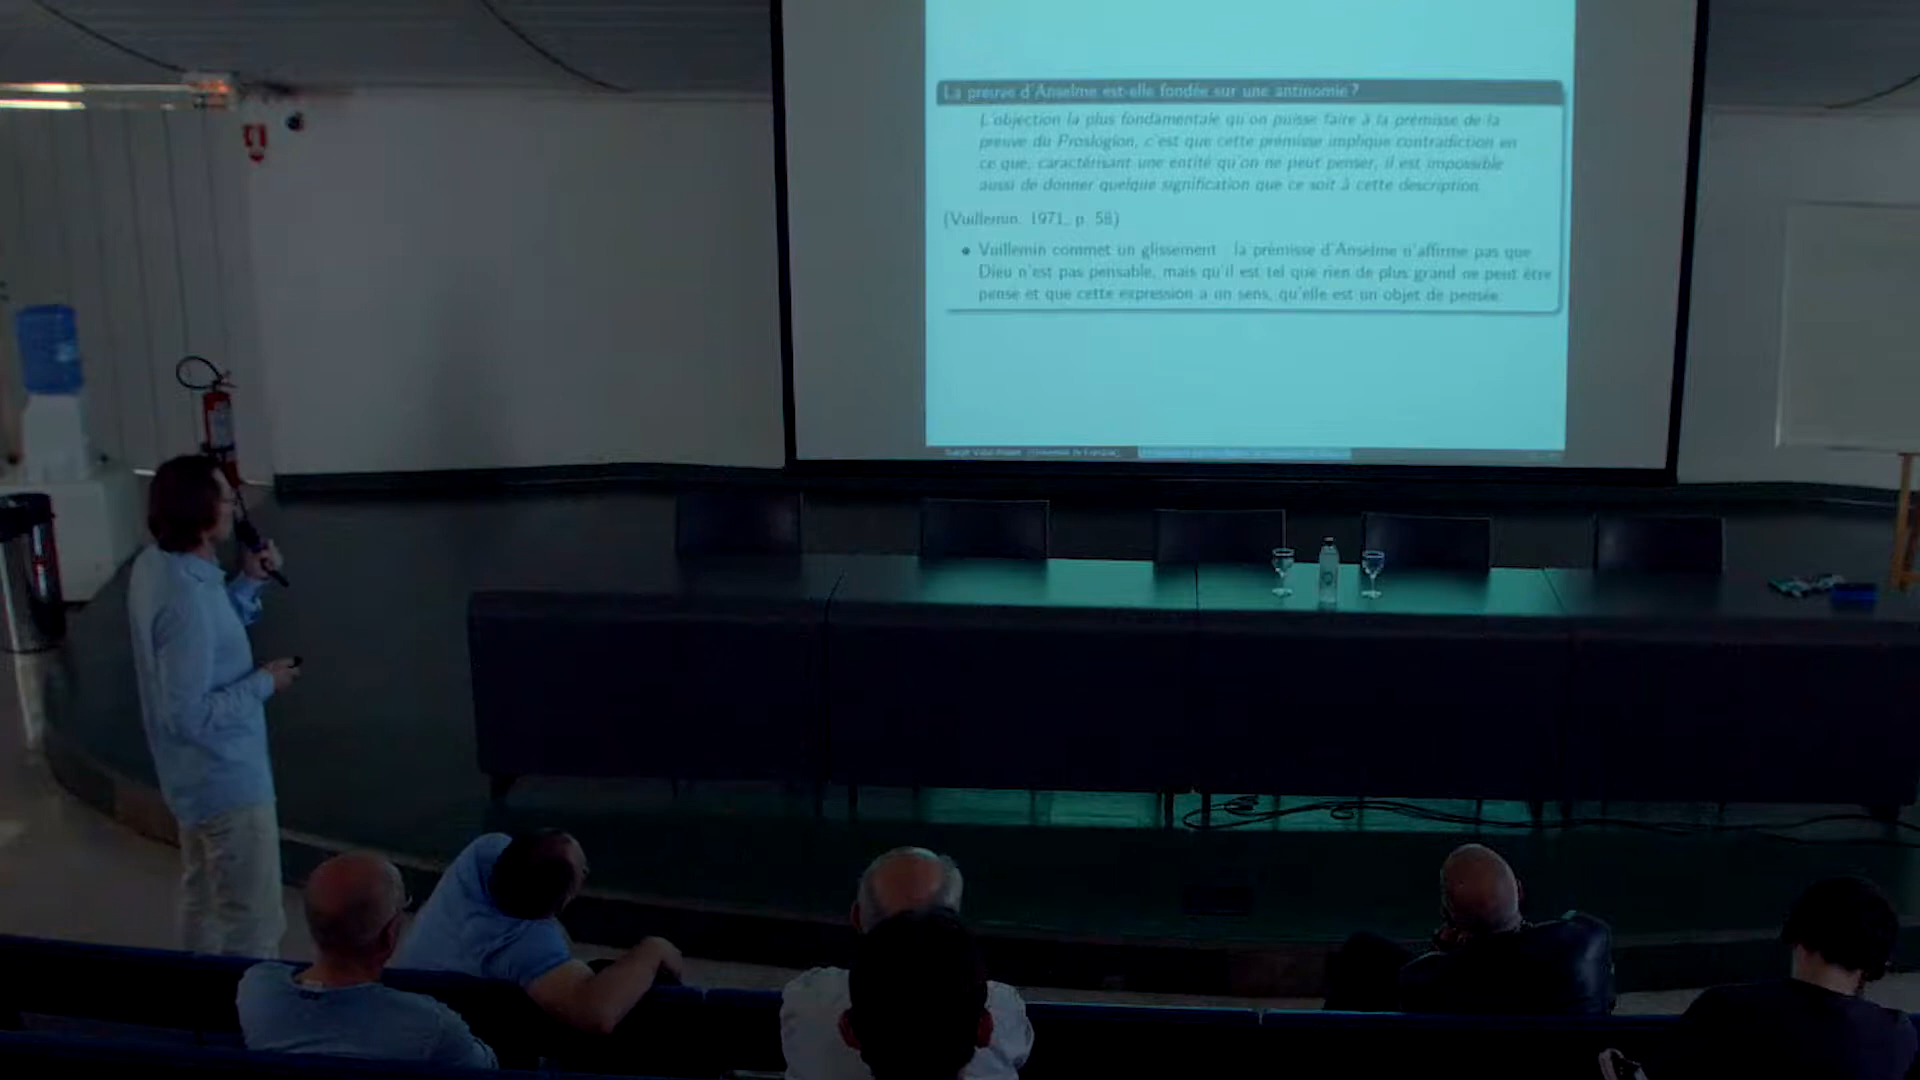 La preuve d'Anselme est-elle fondée sur une antinomie ?
L'objection la plus fondamentale qu'on puisse faire à la prémisse de la
preuve du Proslogion, c'est que cette prémisse implique contradiction en
ce que, caractérisant une entité qu'on ne peut penser, il est impossible
aussi de donner quelque signification que ce soit à cette description.
(Vuillemin, 1971, p. 58)
• Vuillemin commet un glissement : la prémisse d'Anselme n'affirme pas que
Dieu n'est pas pensable, mais qu'il est tel que rien de plus grand ne peut être
pensé et que cette expression a un sens, qu'elle est un objet de pensée.